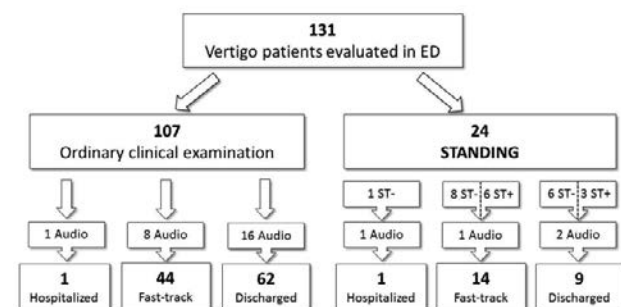 131
Vertigo patients evaluated in ED
107
Ordinary clinical examination
24
STANDING
1 ST-
8 ST- 6 ST+
6 ST- 3 ST+
1 Audio
8 Audio
16 Audio
1 Audio
1 Audio
2 Audio
1
Hospitalized
44
Fast-track
62
Discharged
1
Hospitalized
14
Fast-track
9
Discharged